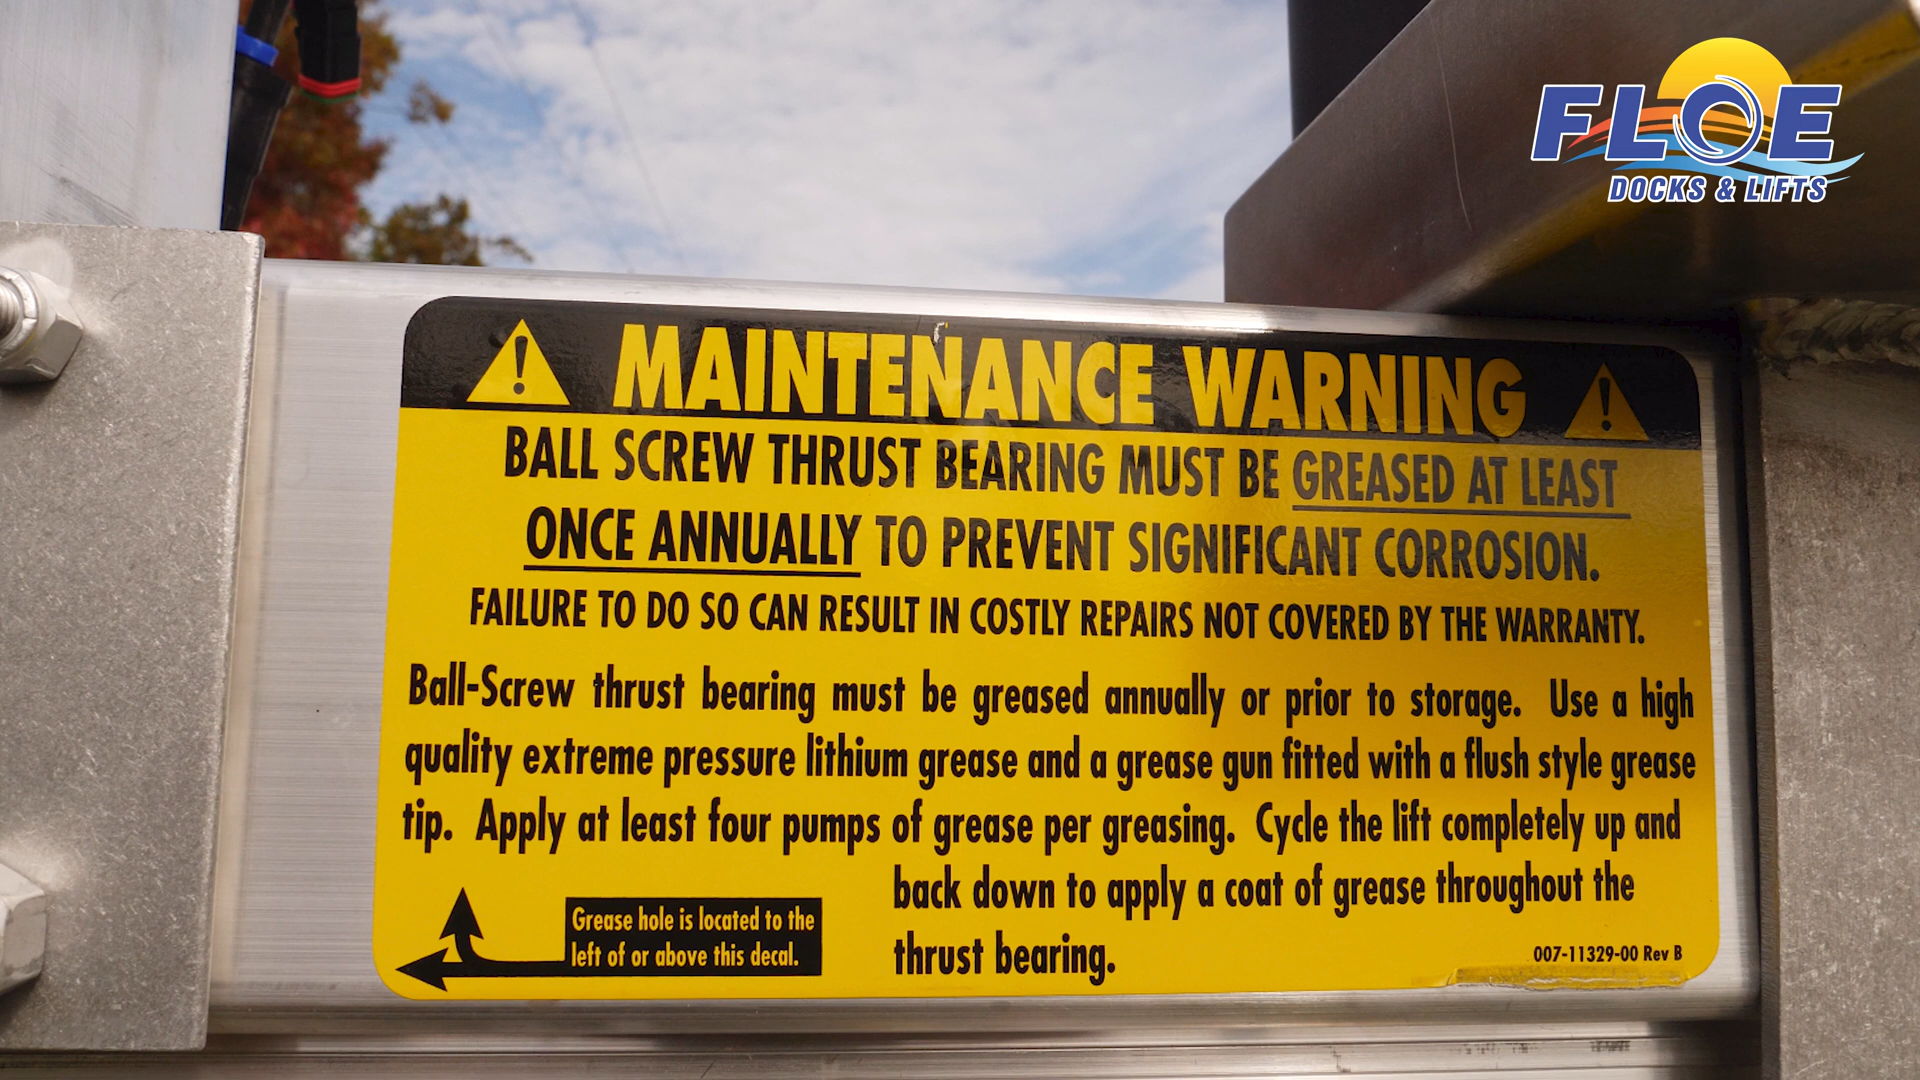 FLOE
DOCKS & LIFTS
MAINTENANCE WARNING
BALL SCREW THRUST BEARING MUST BE GREASED AT LEAST
ONCE ANNUALLY TO PREVENT SIGNIFICANT CORROSION.
FAILURE TO DO SO CAN RESULT IN COSTLY REPAIRS NOT COVERED BY THE WARRANTY.
Ball-Screw thrust bearing must be greased annually or prior to storage. Use a high
quality extreme pressure lithium grease and a grease gun fitted with a flush style grease
tip. Apply at least four pumps of grease per greasing. Cycle the lift completely up and
back down to apply a coat of grease throughout the
thrust bearing.
Grease hole is located to the
left of or above this decal.
007-11329-00 Rev B